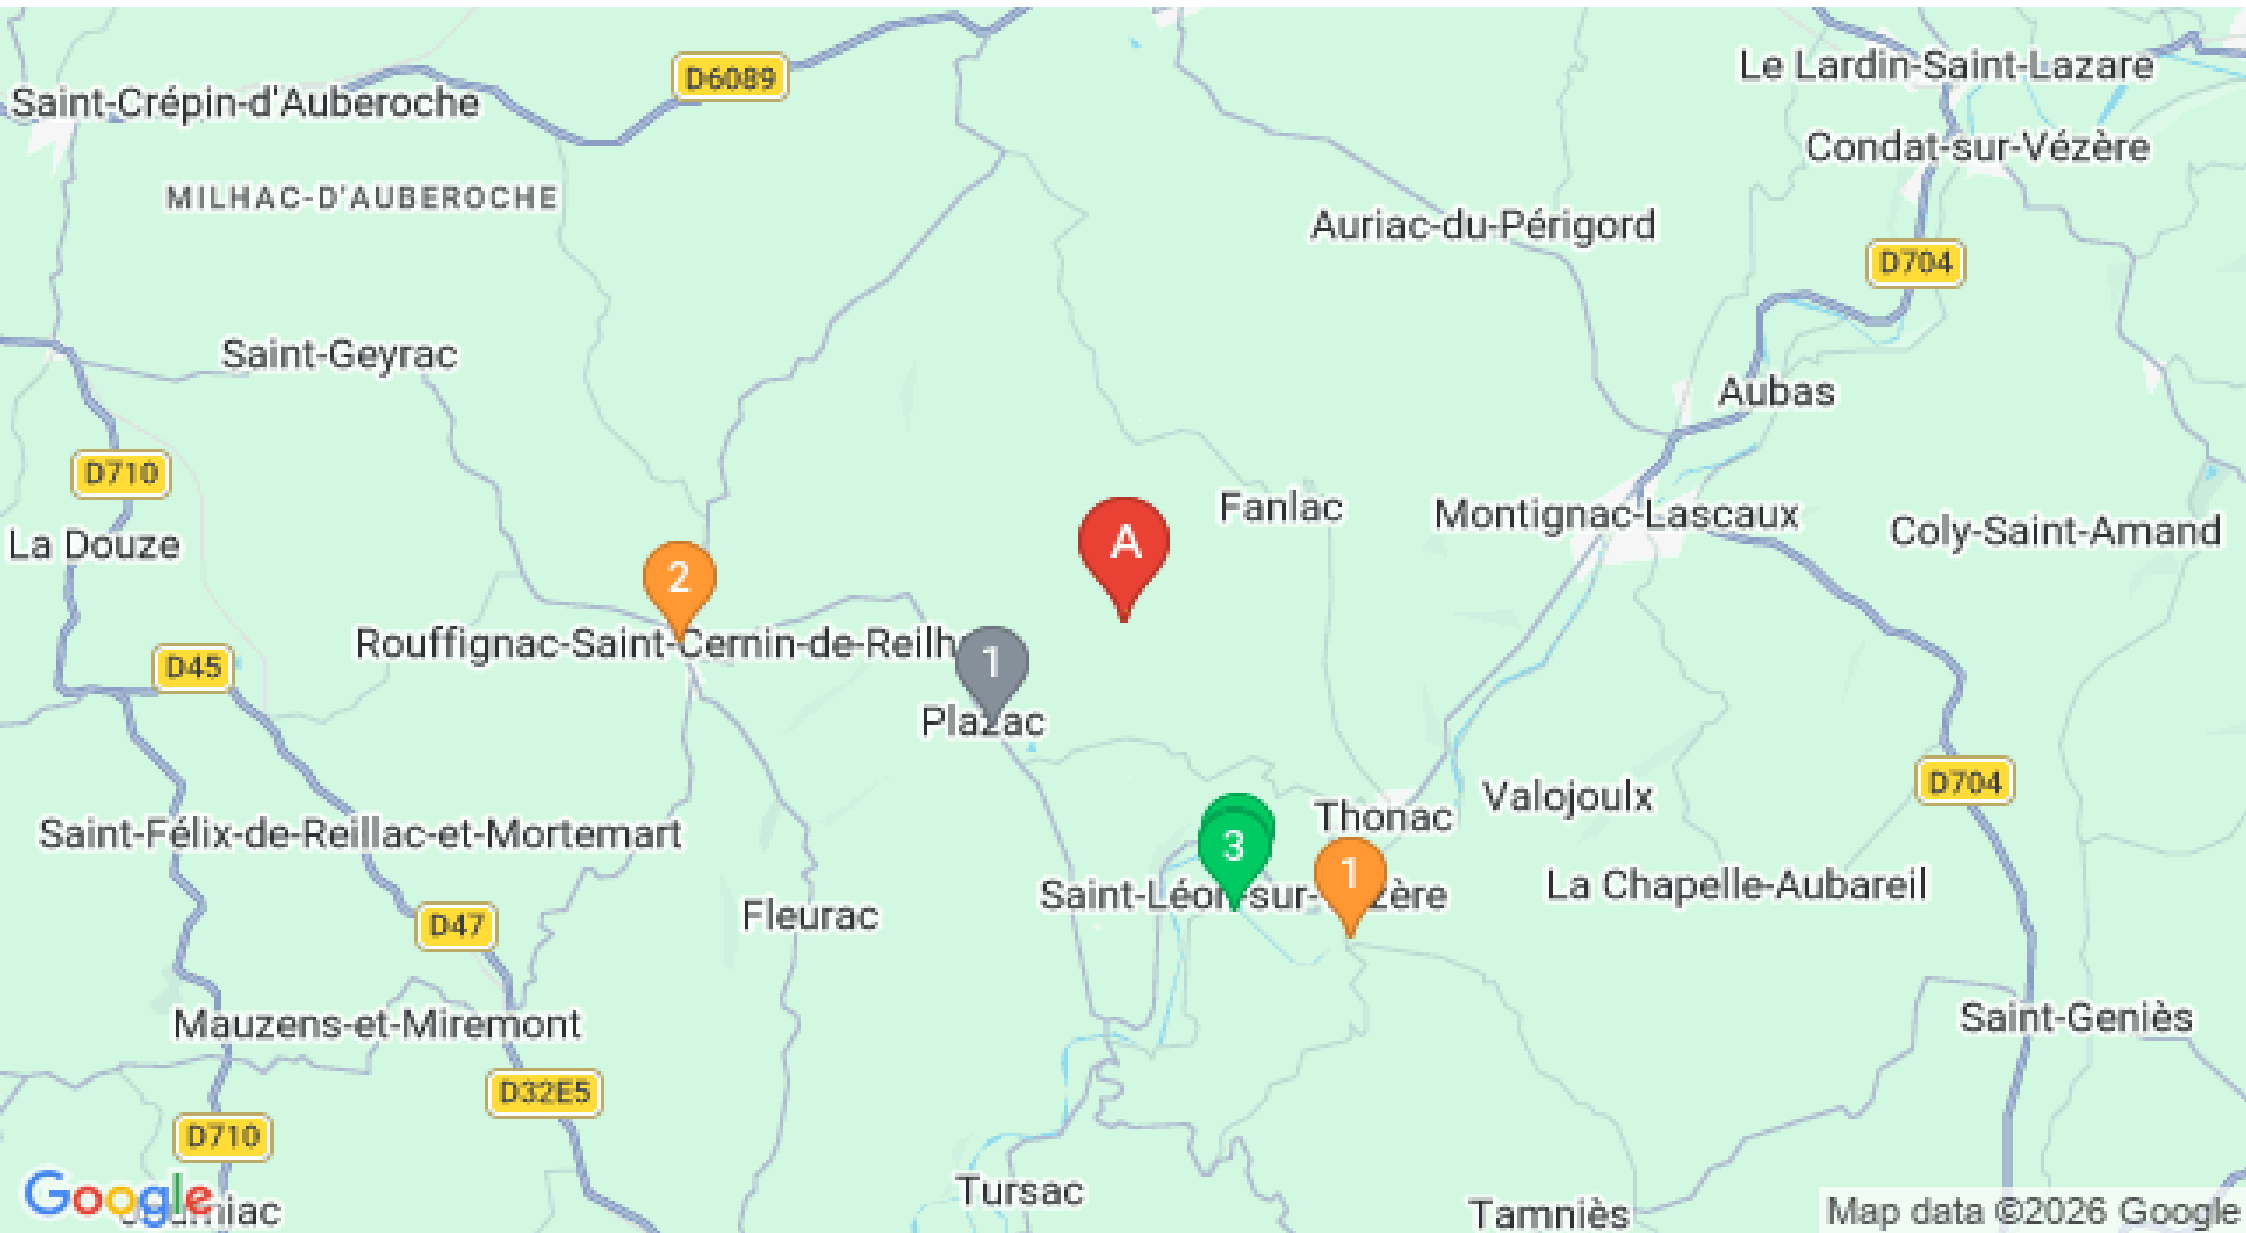 Le Lardin-Saint-Lazare
D6089
Saint-Crépin-d'Auberoche
Condat-sur-Vézère
MILHAC-D'AUBEROCHE
Auriac-du-Périgord
D704
Saint-Geyrac
Aubas
D710
Fanlac
Montignac-Lascaux
Coly-Saint-Amand
La Douze
A
2
Rouffignac-Saint-Cernin-de-Reilh
1
D45
Plazac
D704
Valojoulx
Thonac
Saint-Félix-de-Reillac-et-Mortemart
3
1
Saint-Léon-sur-
La Chapelle-Aubareil
Fleurac
D47
Saint-Geniès
Mauzens-et-Miremont
D32E5
D710
Tursac
Google
Tamniès
Map data ©2026 Google